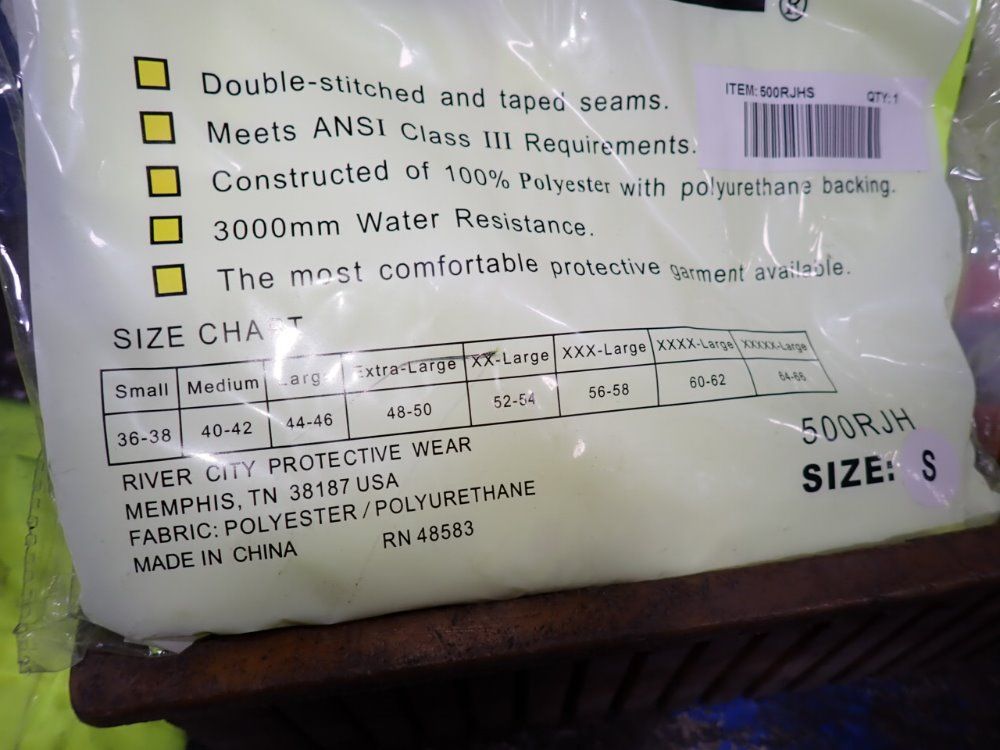 Double-stitched and taped seams.
Meets ANSI Class III Requirements.
Constructed of 100% Polyester with polyurethane backing.
3000mm Water Resistance.
The most comfortable protective garment available.
ITEM: 500RJHS QTY: 1
SIZE CHART
Small Medium Large Extra-Large XX-Large XXX-Large XXXX-Large XXXXX-Large
36-38 40-42 44-46 48-50 52-54 56-58 60-62 64-66
RIVER CITY PROTECTIVE WEAR
MEMPHIS, TN 38187 USA
FABRIC: POLYESTER / POLYURETHANE
MADE IN CHINA RN 48583
500RJH
SIZE: S